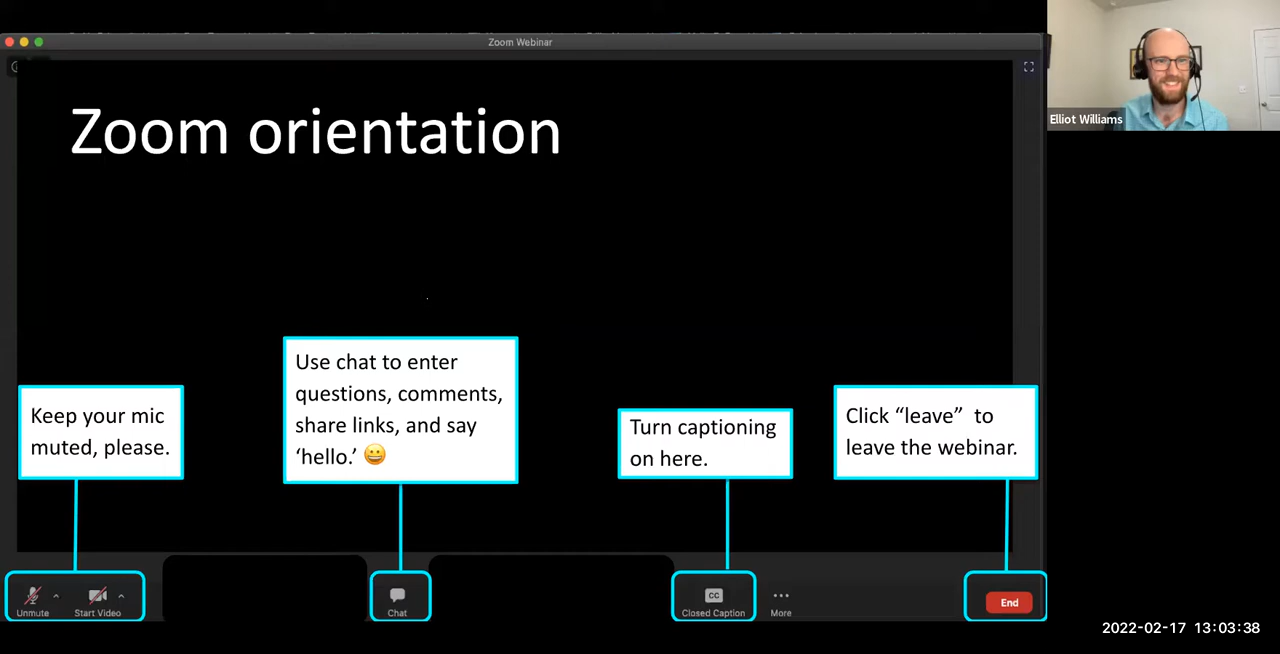 Zoom Webinar
Zoom orientation
Elliot Williams
Use chat to enter
questions, comments,
share links, and say
‘hello.’ 😀
Keep your mic
muted, please.
Turn captioning
on here.
Click “leave” to
leave the webinar.
Unmute
Start Video
Chat
CC
Closed Caption
More
End
2022-02-17 13:03:38